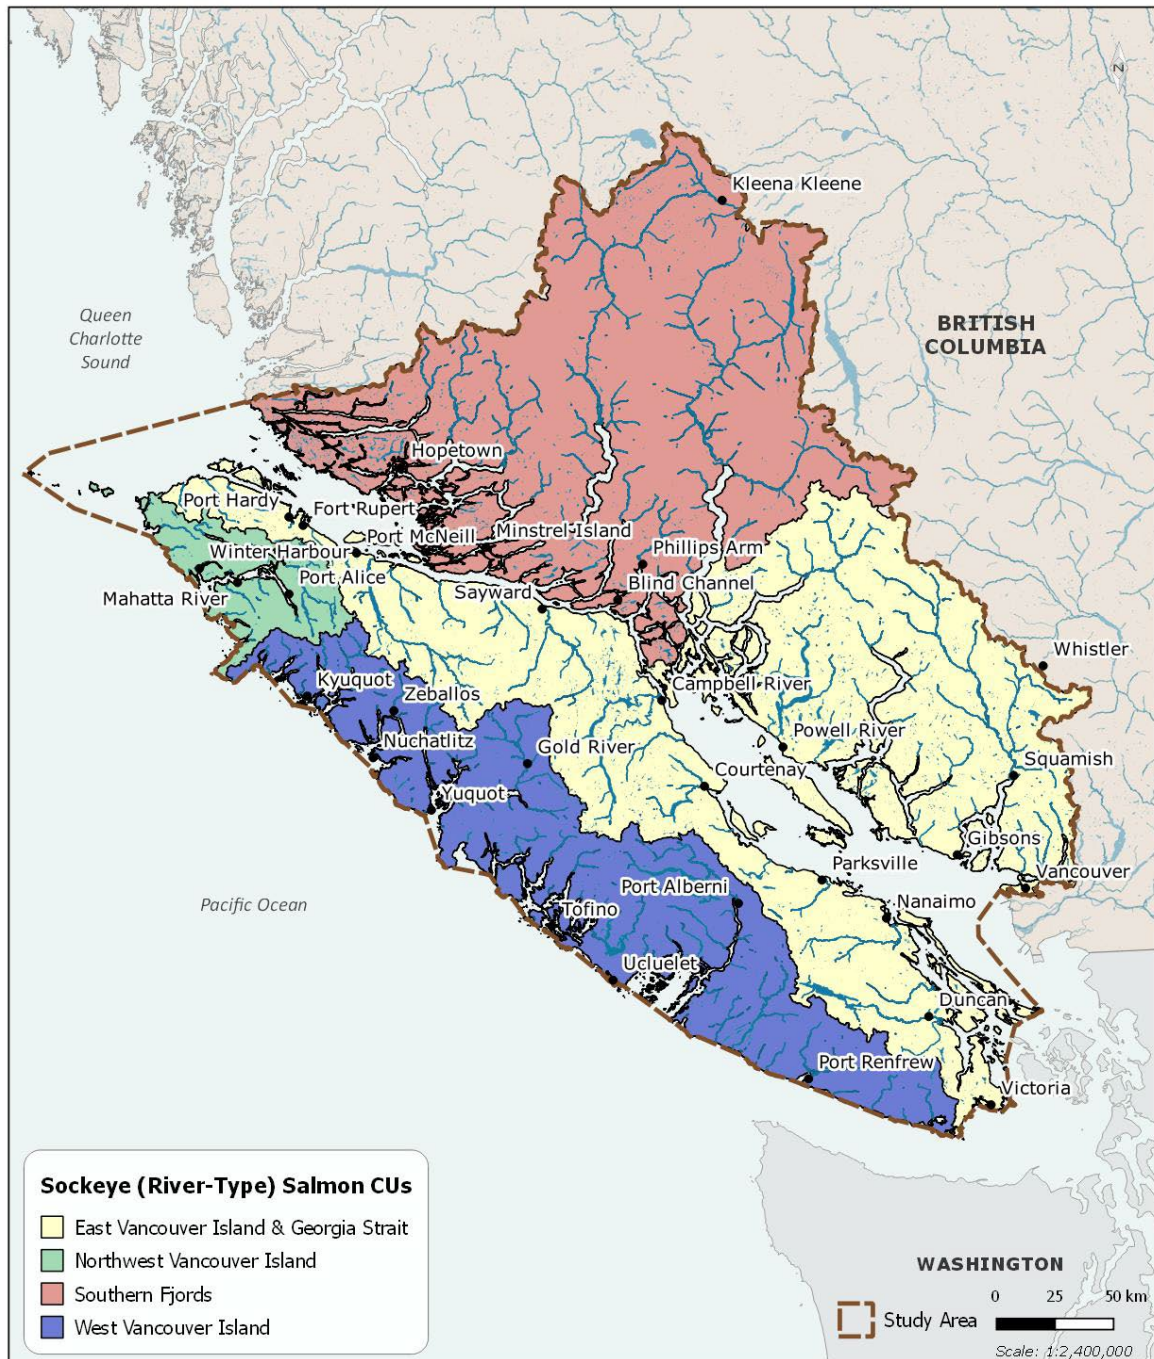 N
Kleena Kleene
Queen
Charlotte
Sound
BRITISH
COLUMBIA
Hopetown
Port Hardy
Fort Rupert
Port McNeill
Minstrel Island
Winter Harbour
Phillips Arm
Port Alice
Blind Channel
Mahatta River
Sayward
Whistler
Kyuquot
Zeballos
Campbell River
Powell River
Nuchatlitz
Gold River
Squamish
Courtenay
Yuquot
Gibsons
Parksville
Vancouver
Port Alberni
Nanaimo
Pacific Ocean
Tofino
Ucluelet
Duncan
Port Renfrew
Victoria
Sockeye (River-Type) Salmon CUs
East Vancouver Island & Georgia Strait
Northwest Vancouver Island
Southern Fjords
West Vancouver Island
WASHINGTON
0 25 50 km
Study Area
Scale: 1:2,400,000